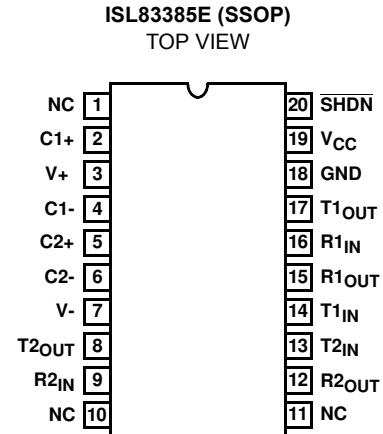 ISL83385E (SSOP)
TOP VIEW
NC 1 20 SHDN
C1+ 2 19 VCC
V+ 3 18 GND
C1- 4 17 T1OUT
C2+ 5 16 R1IN
C2- 6 15 R1OUT
V- 7 14 T1IN
T2OUT 8 13 T2IN
R2IN 9 12 R2OUT
NC 10 11 NC